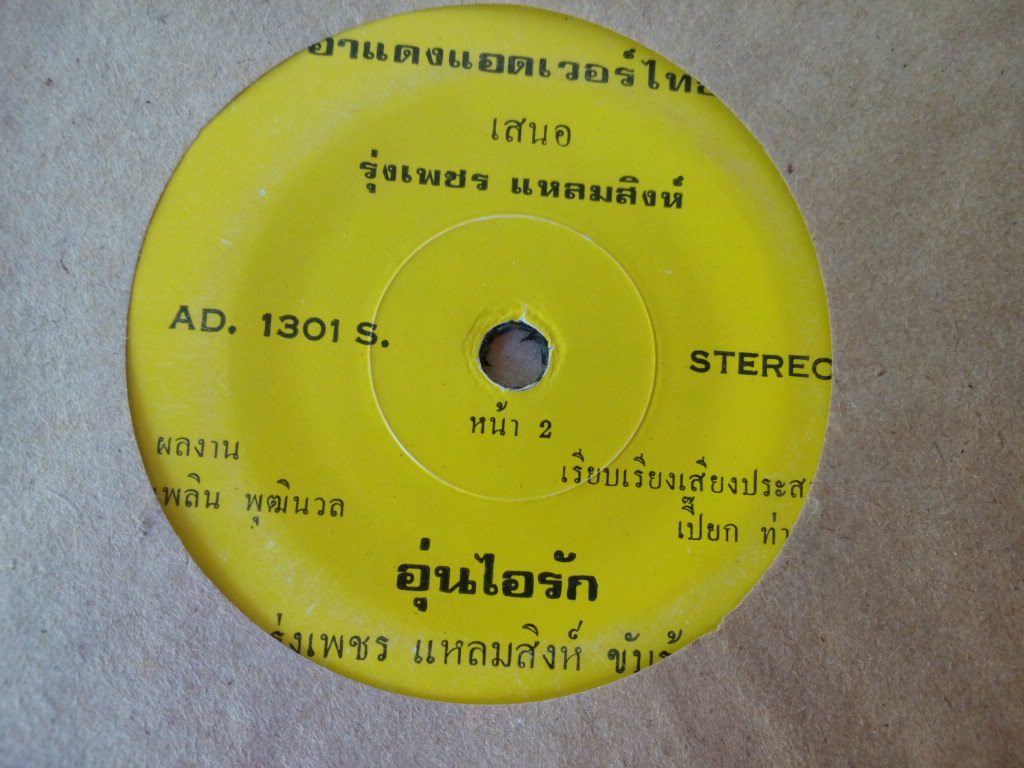 อาแดงแอดเวอร์ไทย
เสนอ
รุ่งเพชร แหลมสิงห์
AD. 1301 S.
STEREO
หน้า 2
ผลงาน
เพลิน พุฒินวล
เรียบเรียงเสียงประส
เปี๊ยก ท่า
อุ่นไอรัก
รุ่งเพชร แหลมสิงห์ ขับร้